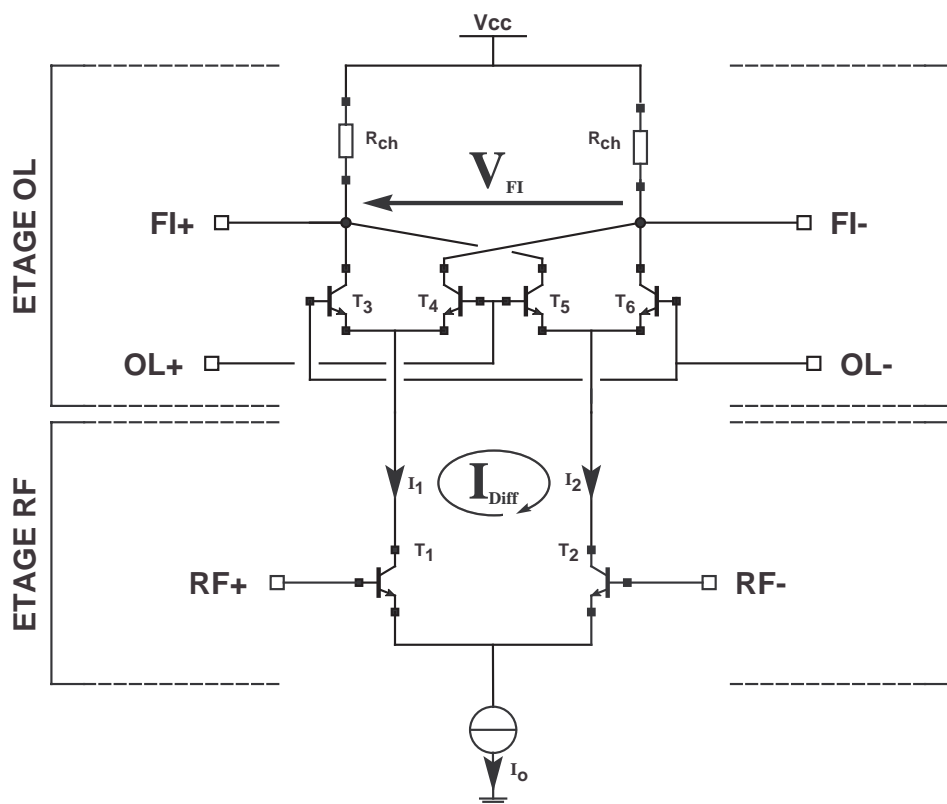 Vcc
ETAGE OL
Rch
Rch
VFI
FI+
FI-
T3
T4
T5
T6
OL+
OL-
ETAGE RF
I1
IDiff
I2
T1
T2
RF+
RF-
Io